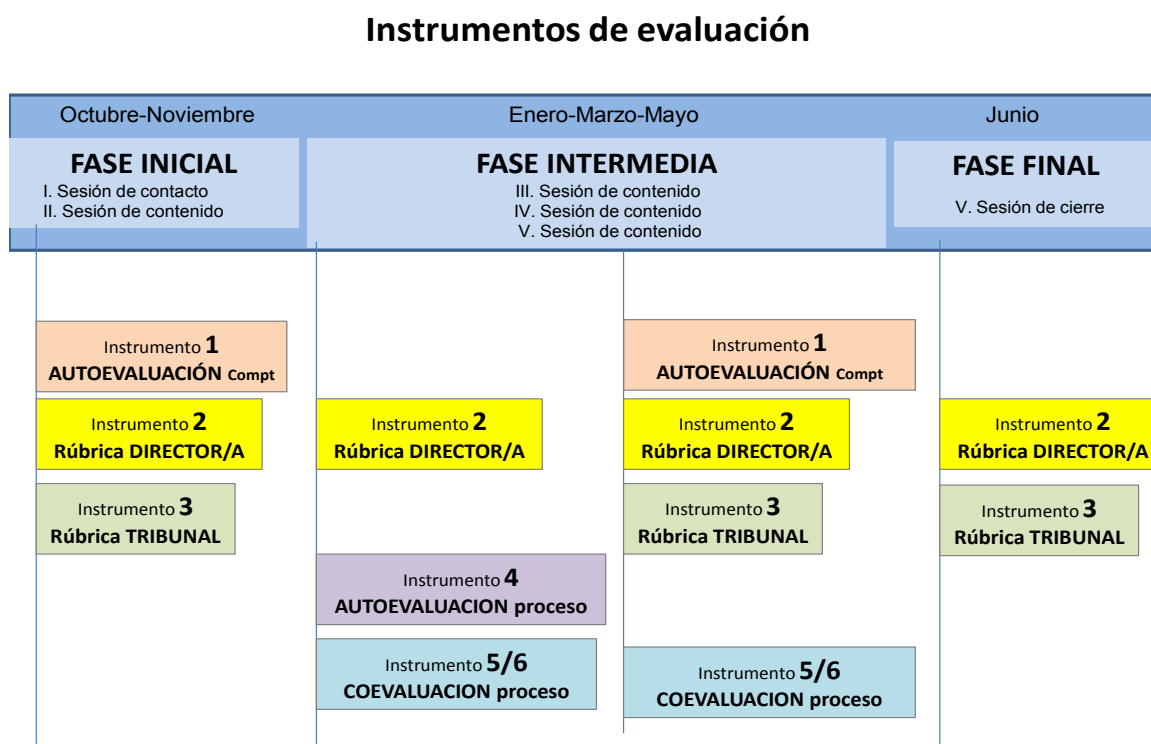 Instrumentos de evaluación
Octubre-Noviembre
Enero-Marzo-Mayo
Junio
FASE INICIAL
I. Sesión de contacto
II. Sesión de contenido
FASE INTERMEDIA
III. Sesión de contenido
IV. Sesión de contenido
V. Sesión de contenido
FASE FINAL
V. Sesión de cierre
Instrumento 1
AUTOEVALUACIÓN Compt
Instrumento 1
AUTOEVALUACIÓN Compt
Instrumento 2
Rúbrica DIRECTOR/A
Instrumento 2
Rúbrica DIRECTOR/A
Instrumento 2
Rúbrica DIRECTOR/A
Instrumento 2
Rúbrica DIRECTOR/A
Instrumento 3
Rúbrica TRIBUNAL
Instrumento 3
Rúbrica TRIBUNAL
Instrumento 3
Rúbrica TRIBUNAL
Instrumento 4
AUTOEVALUACION proceso
Instrumento 5/6
COEVALUACION proceso
Instrumento 5/6
COEVALUACION proceso